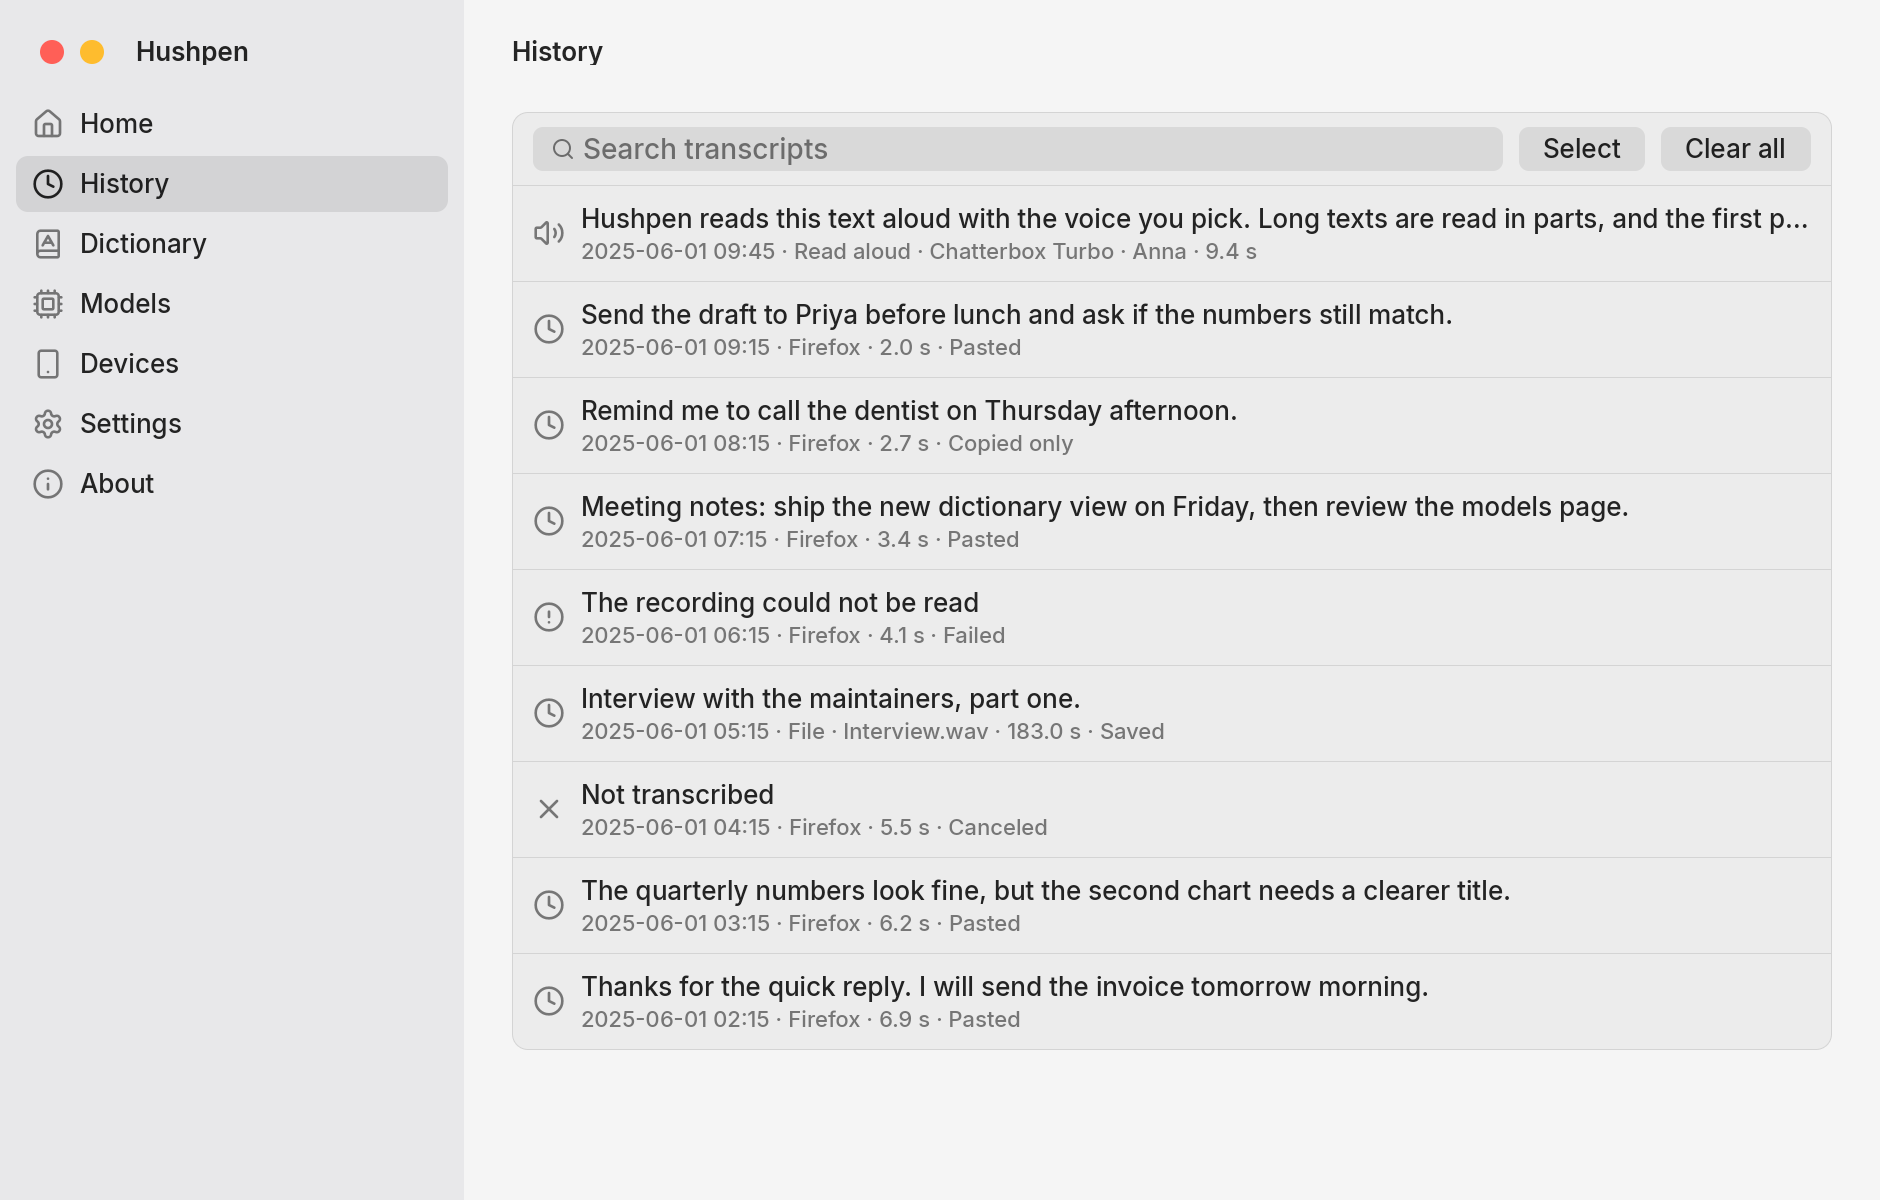 Hushpen
Home
History
Dictionary
Models
Devices
Settings
About
History
Search transcripts
Select
Clear all
Hushpen reads this text aloud with the voice you pick. Long texts are read in parts, and the first p...
2025-06-01 09:45 · Read aloud · Chatterbox Turbo · Anna · 9.4 s
Send the draft to Priya before lunch and ask if the numbers still match.
2025-06-01 09:15 · Firefox · 2.0 s · Pasted
Remind me to call the dentist on Thursday afternoon.
2025-06-01 08:15 · Firefox · 2.7 s · Copied only
Meeting notes: ship the new dictionary view on Friday, then review the models page.
2025-06-01 07:15 · Firefox · 3.4 s · Pasted
The recording could not be read
2025-06-01 06:15 · Firefox · 4.1 s · Failed
Interview with the maintainers, part one.
2025-06-01 05:15 · File · Interview.wav · 183.0 s · Saved
Not transcribed
2025-06-01 04:15 · Firefox · 5.5 s · Canceled
The quarterly numbers look fine, but the second chart needs a clearer title.
2025-06-01 03:15 · Firefox · 6.2 s · Pasted
Thanks for the quick reply. I will send the invoice tomorrow morning.
2025-06-01 02:15 · Firefox · 6.9 s · Pasted